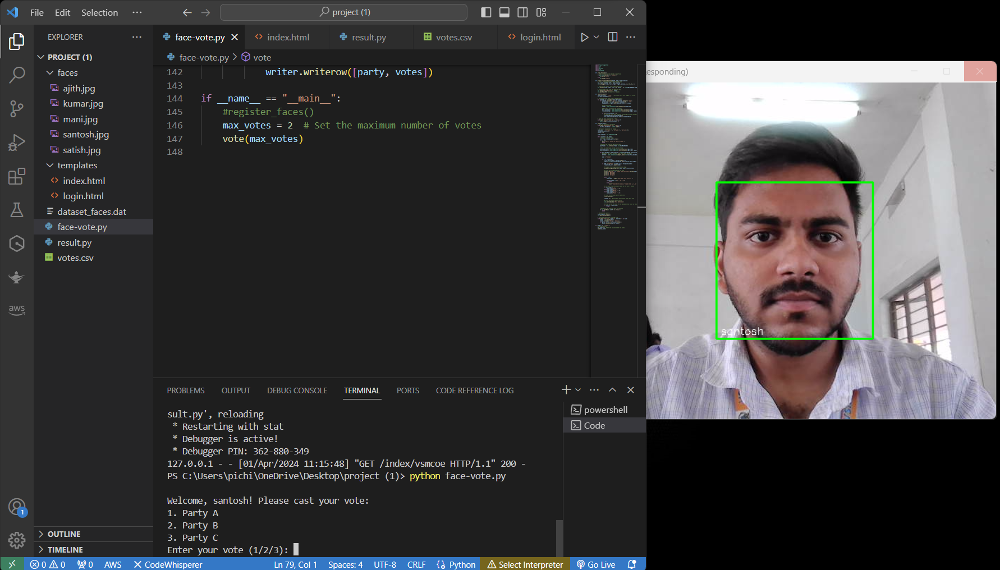 File Edit Selection ··· project (1)
EXPLORER ···
PROJECT (1)
faces
ajith.jpg
kumar.jpg
mani.jpg
santosh.jpg
satish.jpg
templates
index.html
login.html
dataset_faces.dat
face-vote.py
result.py
votes.csv
OUTLINE
TIMELINE
face-vote.py index.html result.py votes.csv login.html
face-vote.py > vote
142 writer.writerow([party, votes])
143
144 if __name__ == "__main__":
145 #register_faces()
146 max_votes = 2 # Set the maximum number of votes
147 vote(max_votes)
148
PROBLEMS OUTPUT DEBUG CONSOLE TERMINAL PORTS CODE REFERENCE LOG
sult.py', reloading
* Restarting with stat
* Debugger is active!
* Debugger PIN: 362-880-349
127.0.0.1 - - [01/Apr/2024 11:15:48] "GET /index/vsmcoe HTTP/1.1" 200 -
PS C:\Users\pichi\OneDrive\Desktop\project (1)> python face-vote.py
Welcome, santosh! Please cast your vote:
1. Party A
2. Party B
3. Party C
Enter your vote (1/2/3):
powershell
Code
aws
1
0 0 0 AWS CodeWhisperer Ln 79, Col 1 Spaces: 4 UTF-8 CRLF Python Select Interpreter Go Live
esponding)
santosh